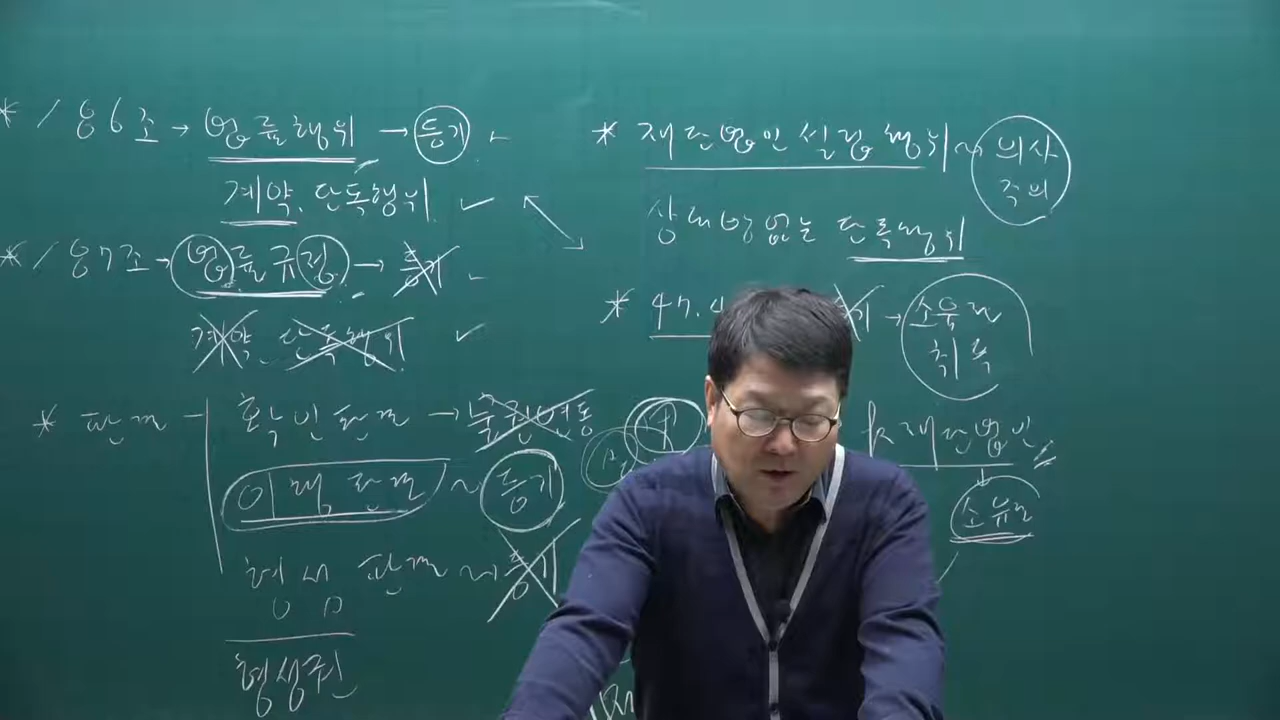 * 186조 → 법률행위 → 등기
계약, 단독행위 ✓
* 187조 → 법률규정 → 등기
계약, 단독행위 ✓
* 판결
확인판결 → 물권변동
이행판결 ~ 등기
형성판결 ~ 등기
형성권
* 재단법인 설립행위 ~ 의사주의
상대방 없는 단독행위
* 47.4
기 → 소유권 취득
k재단법인
↓
소유권